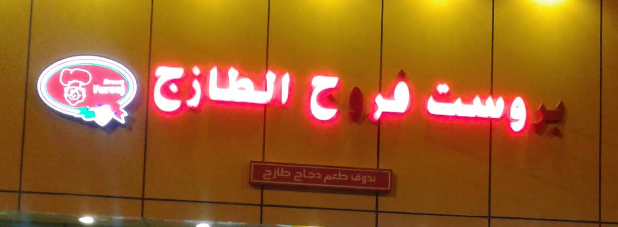 بروست فروج الطازج
تذوق طعم دجاج طازج